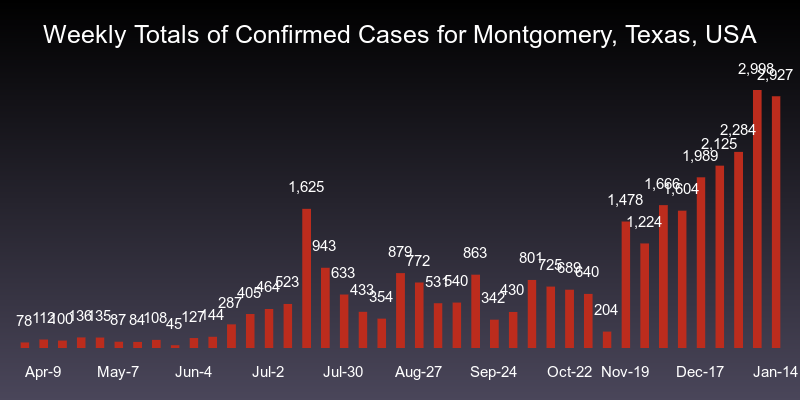 Weekly Totals of Confirmed Cases for Montgomery, Texas, USA
78 112 100 136 135 87 84 108 45 127 144 287 405 464 523 1,625 943 633 433 354 879 772 531 540 863 342 430 801 725 689 640 204 1,478 1,224 1,666 1,604 1,989 2,125 2,284 2,998 2,927
Apr-9 May-7 Jun-4 Jul-2 Jul-30 Aug-27 Sep-24 Oct-22 Nov-19 Dec-17 Jan-14